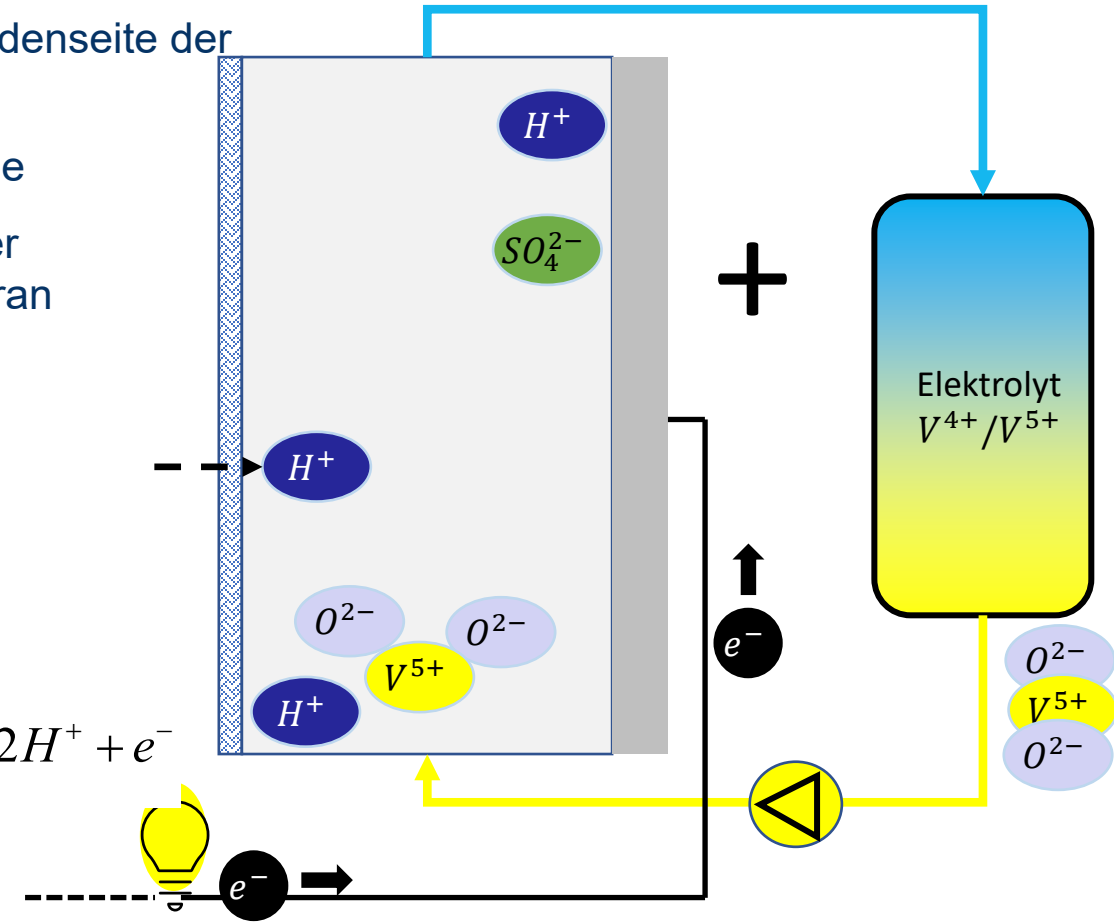 denseite der
e
er
ran
H⁺
SO₄²⁻
+
Elektrolyt
V⁴⁺/V⁵⁺
H⁺
O²⁻
O²⁻
V⁵⁺
H⁺
e⁻
O²⁻
V⁵⁺
O²⁻
2H⁺ + e⁻
e⁻